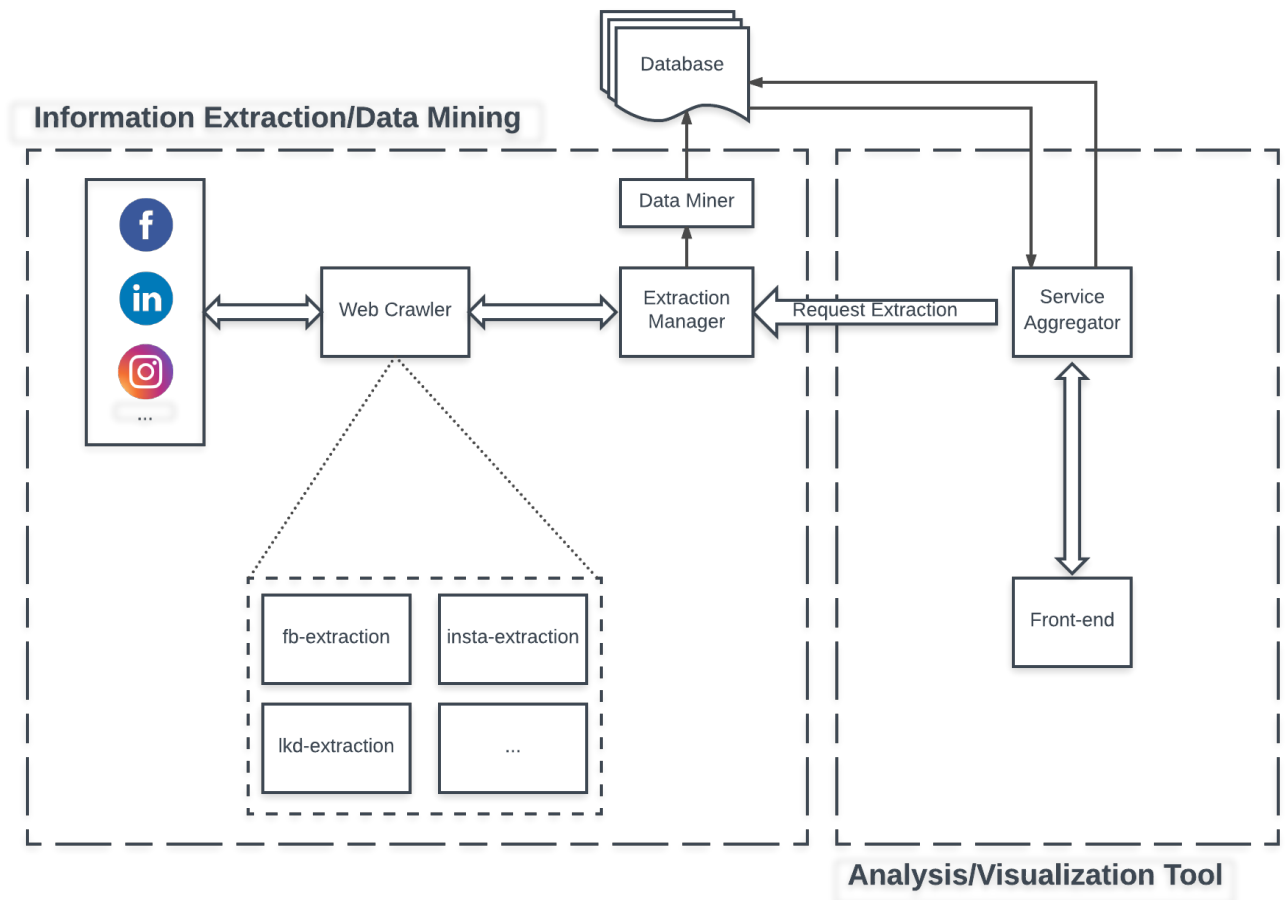 Database
Information Extraction/Data Mining
Data Miner
Web Crawler
Extraction
Manager
Request Extraction
Service
Aggregator
...
fb-extraction
insta-extraction
Front-end
lkd-extraction
...
Analysis/Visualization Tool